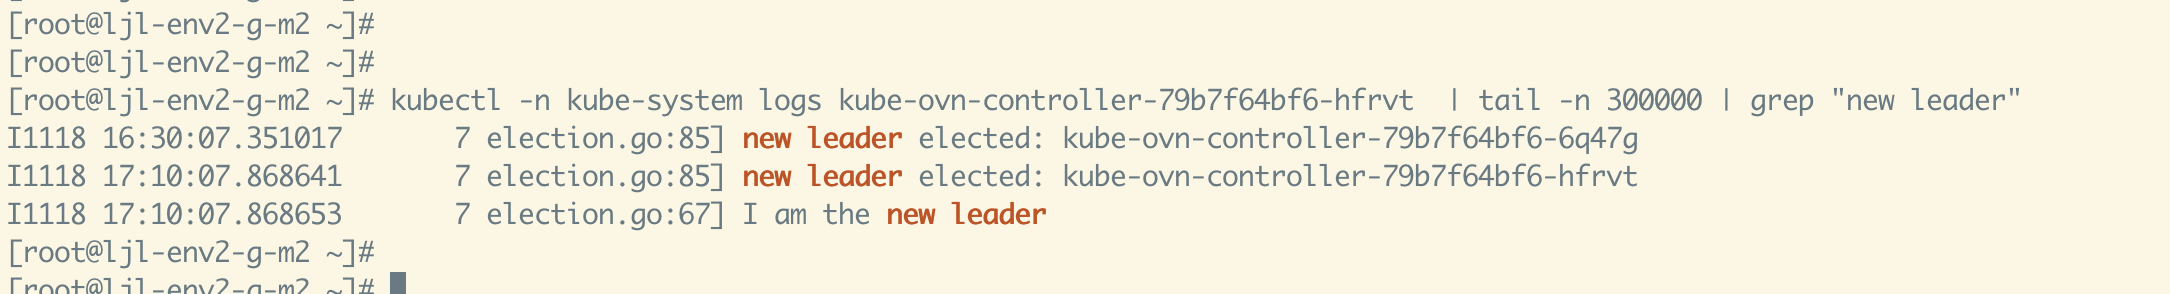 [root@ljl-env2-g-m2 ~]#
[root@ljl-env2-g-m2 ~]#
[root@ljl-env2-g-m2 ~]# kubectl -n kube-system logs kube-ovn-controller-79b7f64bf6-hfrvt  | tail -n 300000 | grep "new leader"
I1118 16:30:07.351017       7 election.go:85] new leader elected: kube-ovn-controller-79b7f64bf6-6q47g
I1118 17:10:07.868641       7 election.go:85] new leader elected: kube-ovn-controller-79b7f64bf6-hfrvt
I1118 17:10:07.868653       7 election.go:67] I am the new leader
[root@ljl-env2-g-m2 ~]#
[root@ljl-env2-g-m2 ~]#